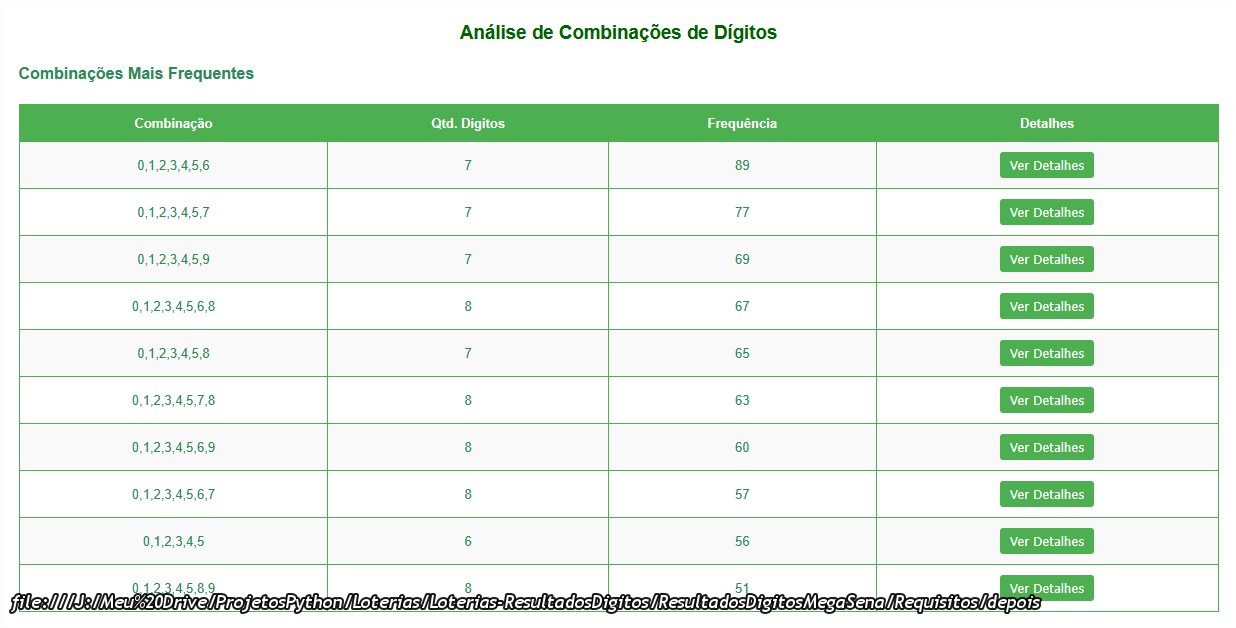 Análise de Combinações de Dígitos
Combinações Mais Frequentes
Combinação Qtd. Dígitos Frequência Detalhes
0,1,2,3,4,5,6 7 89 Ver Detalhes
0,1,2,3,4,5,7 7 77 Ver Detalhes
0,1,2,3,4,5,9 7 69 Ver Detalhes
0,1,2,3,4,5,6,8 8 67 Ver Detalhes
0,1,2,3,4,5,8 7 65 Ver Detalhes
0,1,2,3,4,5,7,8 8 63 Ver Detalhes
0,1,2,3,4,5,6,9 8 60 Ver Detalhes
0,1,2,3,4,5,6,7 8 57 Ver Detalhes
0,1,2,3,4,5 6 56 Ver Detalhes
0,1,2,3,4,5,8,9 8 51 Ver Detalhes
file:///J:/Meu%20Drive/ProjetosPython/Loterias/Loterias-ResultadosDigitos/ResultadosDigitosMegaSena/Requisitos/depois